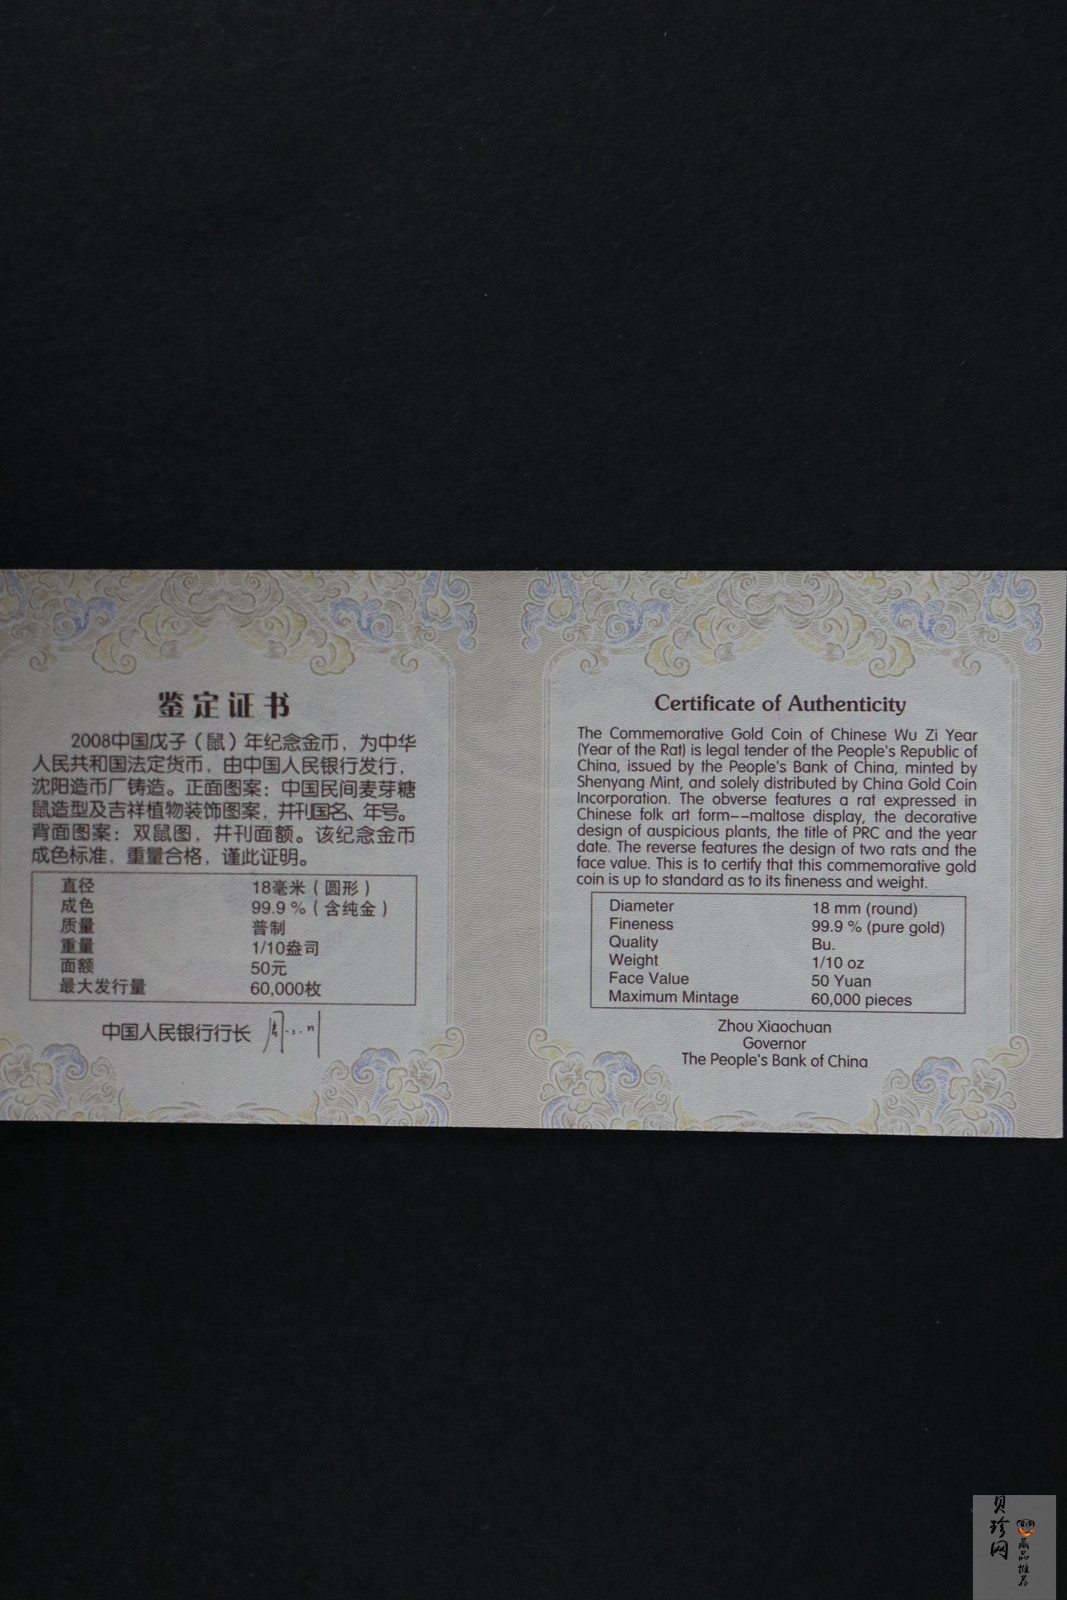 鉴定证书
2008中国戊子（鼠）年纪念金币，为中华
人民共和国法定货币，由中国人民银行发行，
沈阳造币厂铸造。正面图案：中国民间麦芽糖
鼠造型及吉祥植物装饰图案，并刊国名、年号。
背面图案：双鼠图，并刊面额。该纪念金币
成色标准，重量合格，谨此证明。
直径 18毫米（圆形）
成色 99.9％（含纯金）
质量 普制
重量 1/10盎司
面额 50元
最大发行量 60,000枚
中国人民银行行长
Certificate of Authenticity
The Commemorative Gold Coin of Chinese Wu Zi Year
(Year of the Rat) is legal tender of the People's Republic of
China, issued by the People's Bank of China, minted by
Shenyang Mint, and solely distributed by China Gold Coin
Incorporation. The obverse features a rat expressed in
Chinese folk art form--maltose display, the decorative
design of auspicious plants, the title of PRC and the year
date. The reverse features the design of two rats and the
face value. This is to certify that this commemorative gold
coin is up to standard as to its fineness and weight.
Diameter 18 mm (round)
Fineness 99.9 % (pure gold)
Quality Bu.
Weight 1/10 oz
Face Value 50 Yuan
Maximum Mintage 60,000 pieces
Zhou Xiaochuan
Governor
The People's Bank of China
贝珍网
藏品推荐